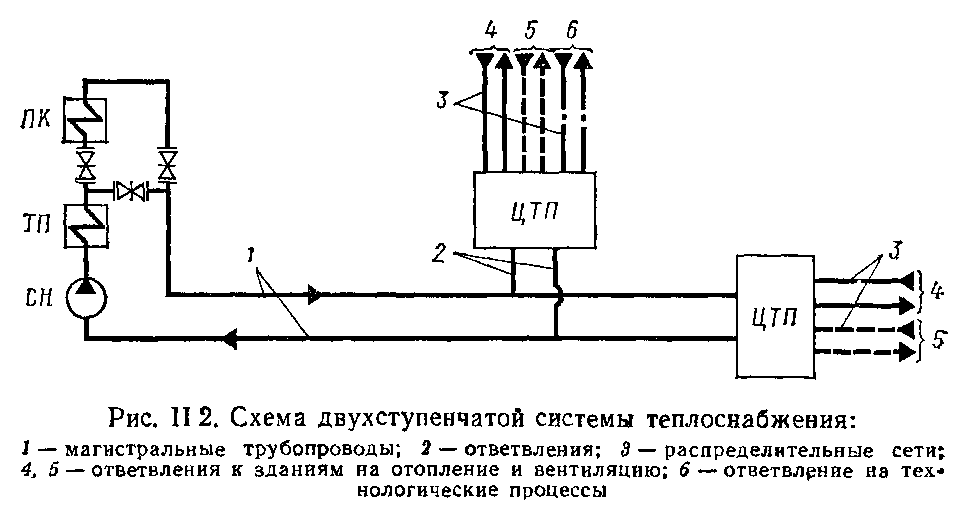 4 5 6
ПК
3
ТП
ЦТП
1
2
3
СН
4
ЦТП
5
Рис. II 2. Схема двухступенчатой системы теплоснабжения:
1 — магистральные трубопроводы; 2 — ответвления; 3 — распределительные сети;
4, 5 — ответвления к зданиям на отопление и вентиляцию; 6 — ответвление на тех-
нологические процессы